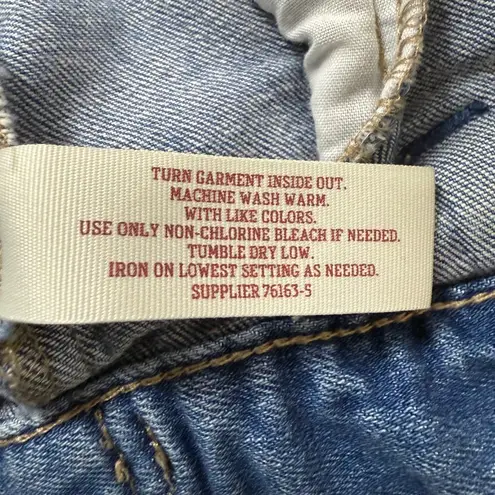 TURN GARMENT INSIDE OUT.
MACHINE WASH WARM.
WITH LIKE COLORS.
USE ONLY NON-CHLORINE BLEACH IF NEEDED.
TUMBLE DRY LOW.
IRON ON LOWEST SETTING AS NEEDED.
SUPPLIER 76163-5